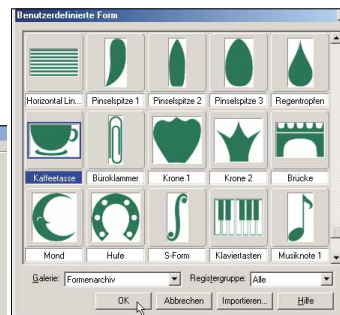 Benutzerdefinierte Form
Horizontal Lin... Pinselspitze 1 Pinselspitze 2 Pinselspitze 3 Regentropfen
Kaffeetasse Büroklammer Krone 1 Krone 2 Brücke
Mond Hufe S-Form Klaviertasten Musiknote 1
Galerie: Formenarchiv Registergruppe: Alle
OK Abbrechen Importieren... Hilfe